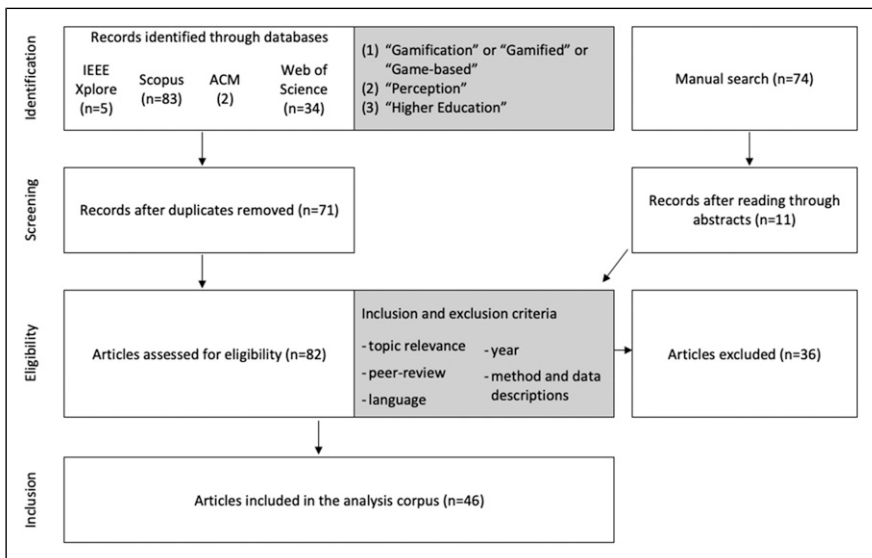 Identification
Records identified through databases
IEEE
Xplore
(n=5)
Scopus
(n=83)
ACM
(2)
Web of
Science
(n=34)
(1) “Gamification” or “Gamified” or
“Game-based”
(2) “Perception”
(3) “Higher Education”
Manual search (n=74)
Screening
Records after duplicates removed (n=71)
Records after reading through
abstracts (n=11)
Eligibility
Articles assessed for eligibility (n=82)
Inclusion and exclusion criteria
- topic relevance
- peer-review
- language
- year
- method and data
descriptions
Articles excluded (n=36)
Inclusion
Articles included in the analysis corpus (n=46)